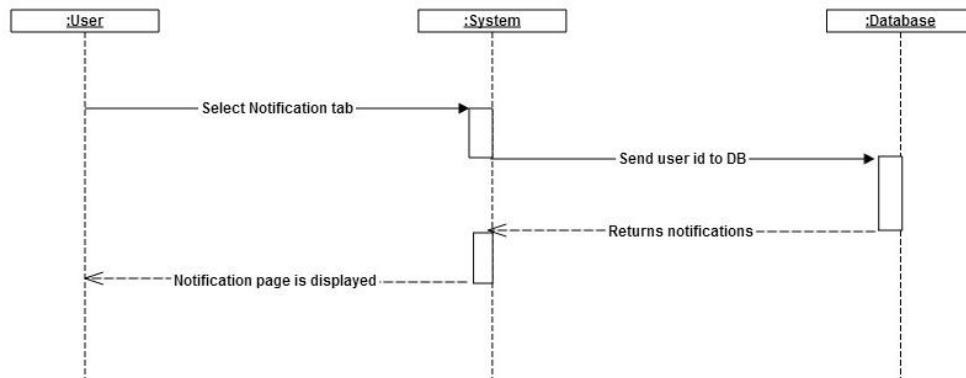 :User
:System
:Database
Select Notification tab
Send user id to DB
Returns notifications
Notification page is displayed